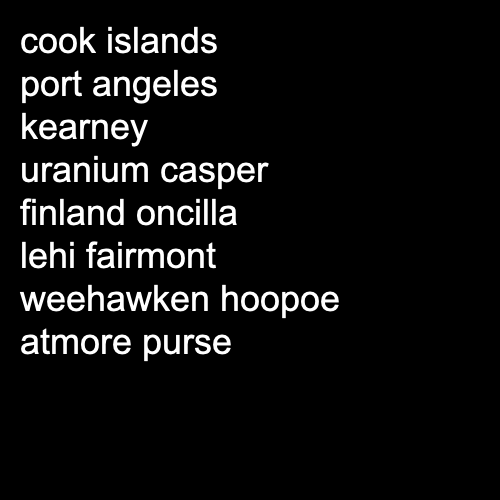 cook islands
port angeles
kearney
uranium casper
finland oncilla
lehi fairmont
weehawken hoopoe
atmore purse